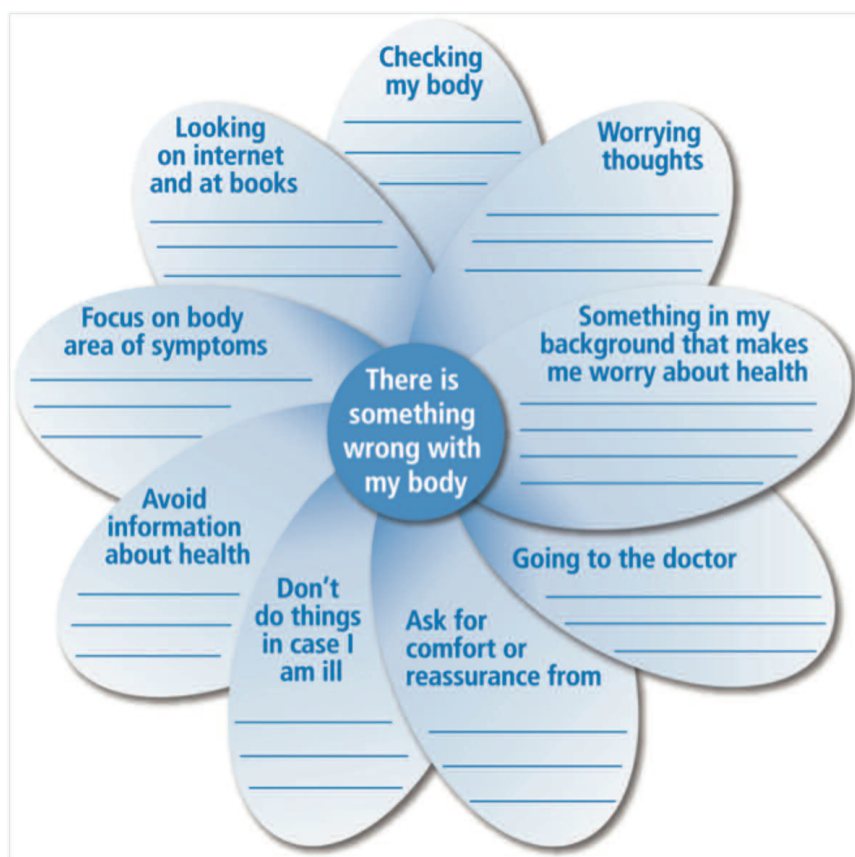 Checking
my body
Worrying
thoughts
Something in my
background that makes
me worry about health
Going to the doctor
Ask for
comfort or
reassurance from
Don't
do things
in case I
am ill
Avoid
information
about health
Focus on body
area of symptoms
Looking
on internet
and at books
There is
something
wrong with
my body